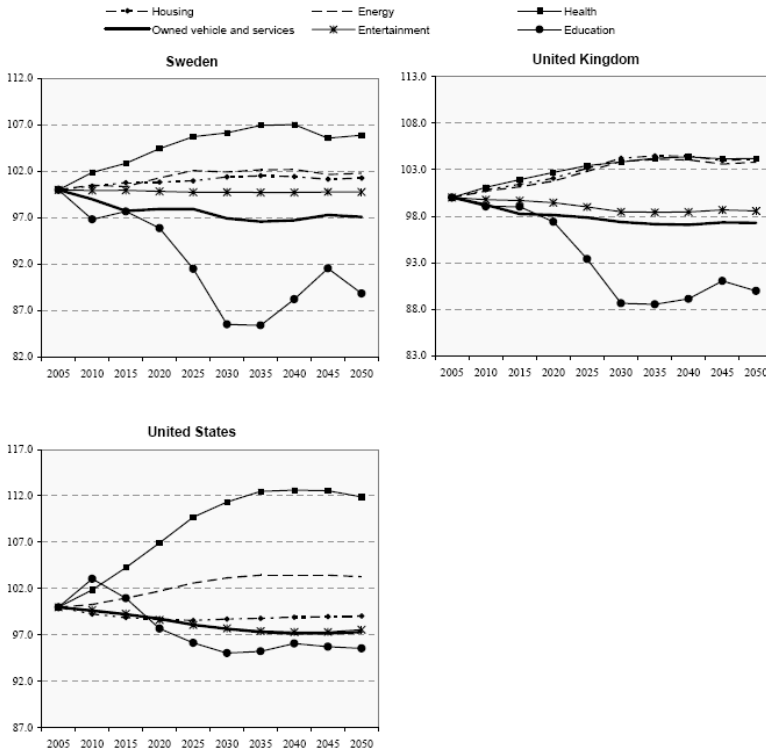 Housing Energy Health
Owned vehicle and services Entertainment Education
Sweden
112.0
107.0
102.0
97.0
92.0
87.0
82.0
2005 2010 2015 2020 2025 2030 2035 2040 2045 2050
United Kingdom
113.0
108.0
103.0
98.0
93.0
88.0
83.0
2005 2010 2015 2020 2025 2030 2035 2040 2045 2050
United States
117.0
112.0
107.0
102.0
97.0
92.0
87.0
2005 2010 2015 2020 2025 2030 2035 2040 2045 2050